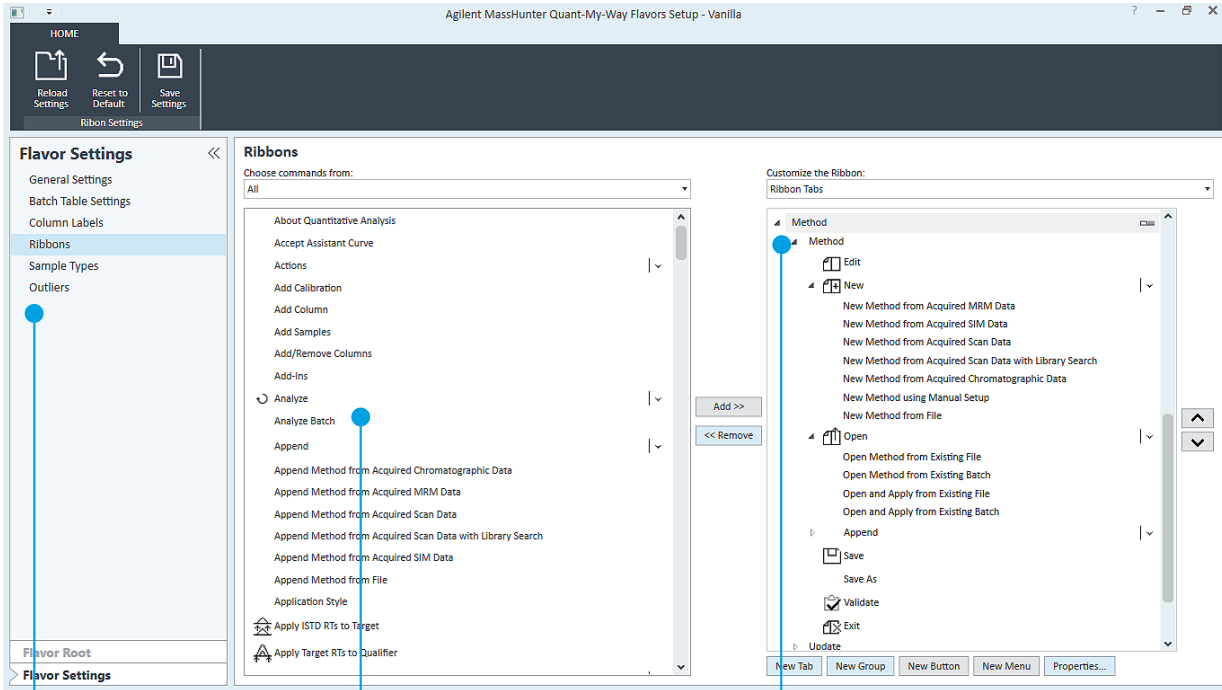 Agilent MassHunter Quant-My-Way Flavors Setup - Vanilla
?
HOME
Reload
Settings
Reset to
Default
Save
Settings
Ribon Settings
Flavor Settings
General Settings
Batch Table Settings
Column Labels
Ribbons
Sample Types
Outliers
Flavor Root
Flavor Settings
Ribbons
Choose commands from:
All
About Quantitative Analysis
Accept Assistant Curve
Actions
Add Calibration
Add Column
Add Samples
Add/Remove Columns
Add-Ins
Analyze
Analyze Batch
Append
Append Method from Acquired Chromatographic Data
Append Method from Acquired MRM Data
Append Method from Acquired Scan Data
Append Method from Acquired Scan Data with Library Search
Append Method from Acquired SIM Data
Append Method from File
Application Style
Apply ISTD RTs to Target
Apply Target RTs to Qualifier
Add >>
<< Remove
Customize the Ribbon:
Ribbon Tabs
Method
Method
Edit
New
New Method from Acquired MRM Data
New Method from Acquired SIM Data
New Method from Acquired Scan Data
New Method from Acquired Scan Data with Library Search
New Method from Acquired Chromatographic Data
New Method using Manual Setup
New Method from File
Open
Open Method from Existing File
Open Method from Existing Batch
Open and Apply from Existing File
Open and Apply from Existing Batch
Append
Save
Save As
Validate
Exit
Update
New Tab
New Group
New Button
New Menu
Properties...